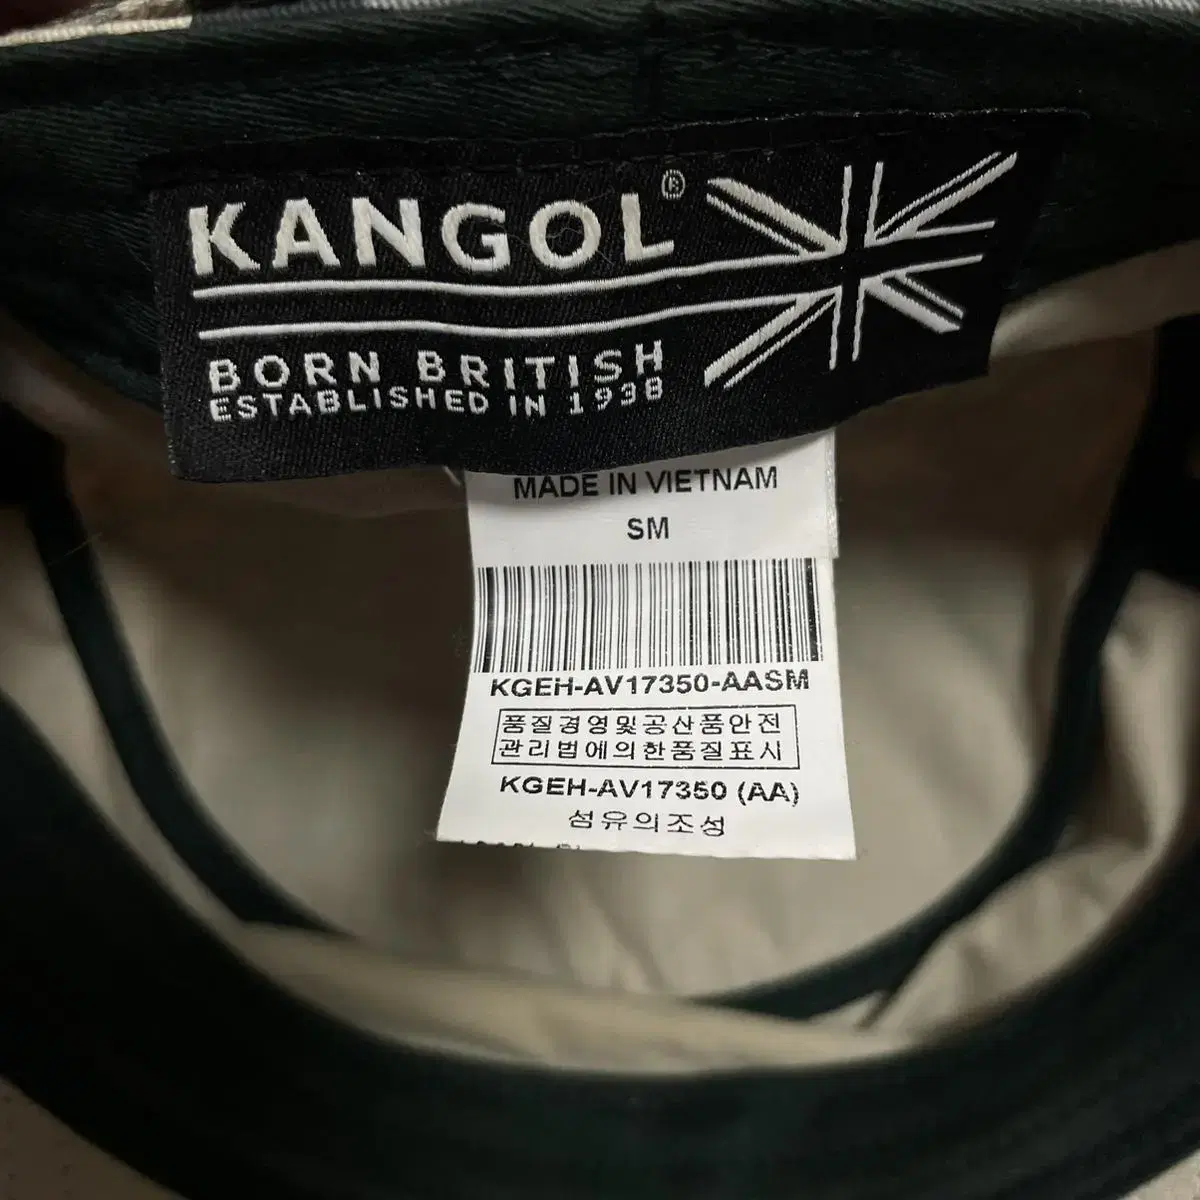 KANGOL®
BORN BRITISH
ESTABLISHED IN 1938
MADE IN VIETNAM
SM
KGEH-AV17350-AASM
품질경영및공산품안전
관리법에의한품질표시
KGEH-AV17350 (AA)
섬유의조성